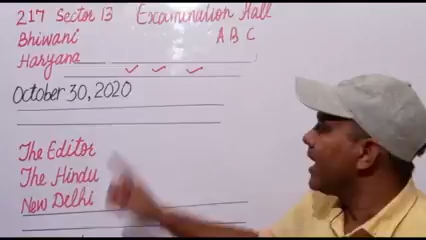 217 Sector 13 Examination Hall
Bhiwani A B C
Haryana
October 30, 2020
The Editor
The Hindu
New Delhi